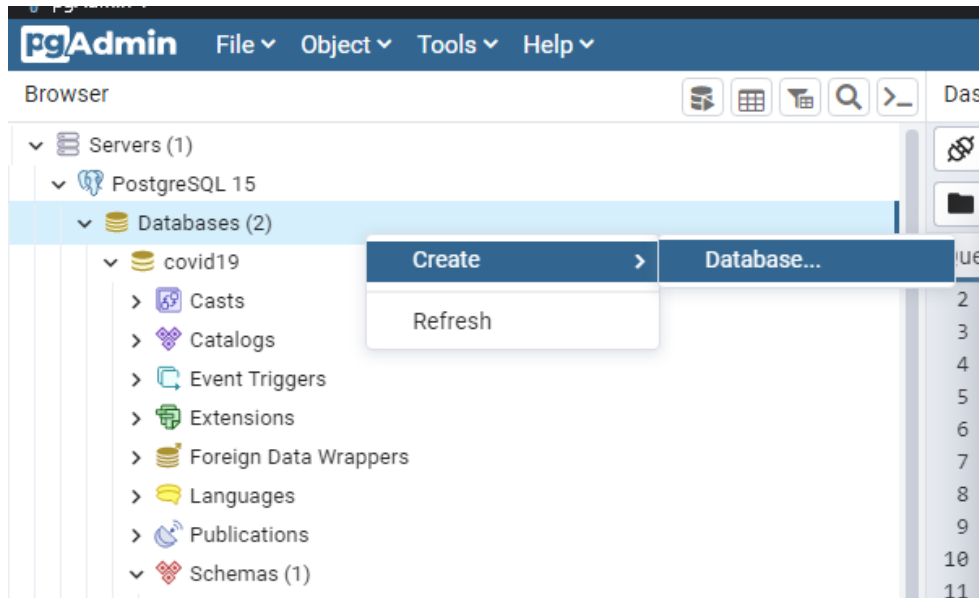 pgAdmin File Object Tools Help
Browser
Das
Servers (1)
PostgreSQL 15
Databases (2)
covid19
Create
Database...
Casts
Refresh
Catalogs
Event Triggers
Extensions
Foreign Data Wrappers
Languages
Publications
Schemas (1)
2
3
4
5
6
7
8
9
10
11